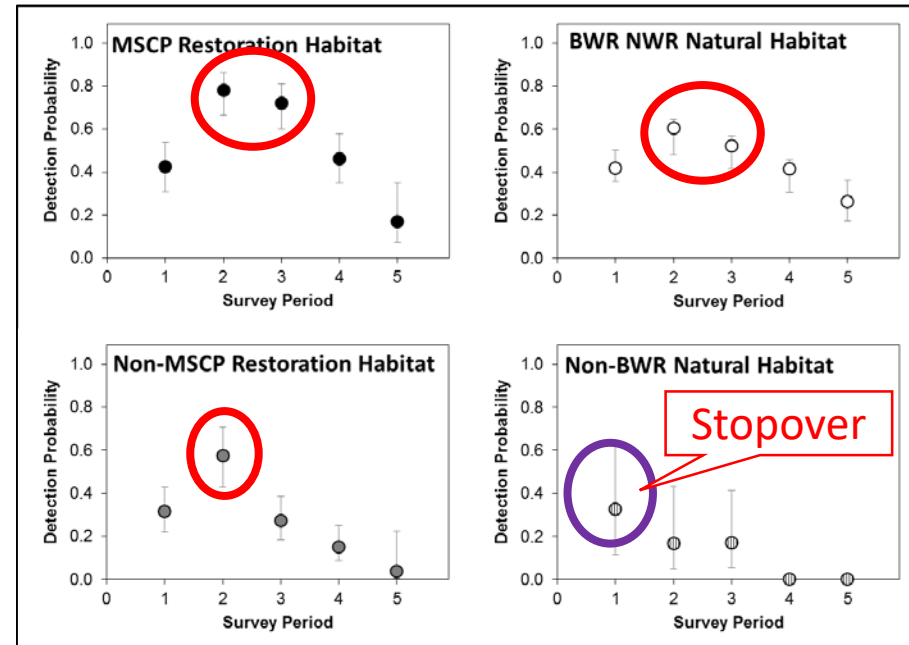 MSCP Restoration Habitat
1.0
0.8
0.6
0.4
0.2
0.0
Detection Probability
0 1 2 3 4 5
Survey Period
BWR NWR Natural Habitat
1.0
0.8
0.6
0.4
0.2
0.0
Detection Probability
0 1 2 3 4 5
Survey Period
Non-MSCP Restoration Habitat
1.0
0.8
0.6
0.4
0.2
0.0
Detection Probability
0 1 2 3 4 5
Survey Period
Non-BWR Natural Habitat
Stopover
1.0
0.8
0.6
0.4
0.2
0.0
Detection Probability
0 1 2 3 4 5
Survey Period